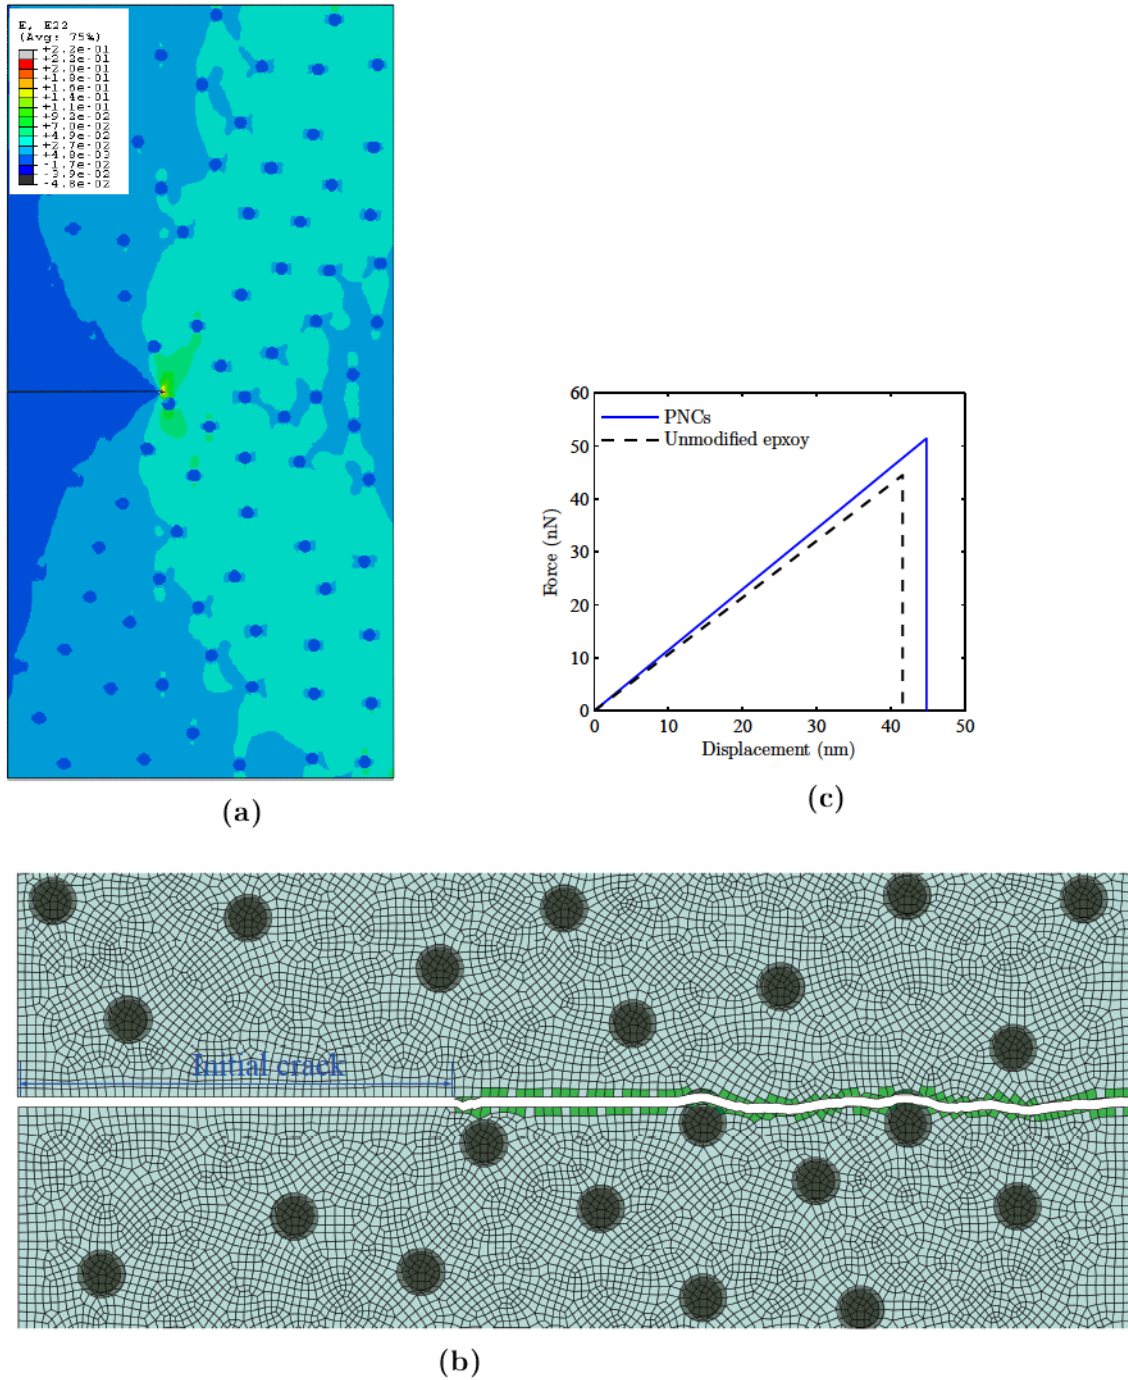 E, E22
(Avg: 75%)
+2.2e-01
+2.2e-01
+2.0e-01
+1.8e-01
+1.6e-01
+1.4e-01
+1.1e-01
+9.2e-02
+7.0e-02
+4.9e-02
+2.7e-02
+4.8e-03
-1.7e-02
-3.9e-02
-4.8e-02
(a)
60
50
40
30
20
10
0
Force (nN)
PNCs
Unmodified epxoy
0 10 20 30 40 50
Displacement (nm)
(c)
Initial crack
(b)